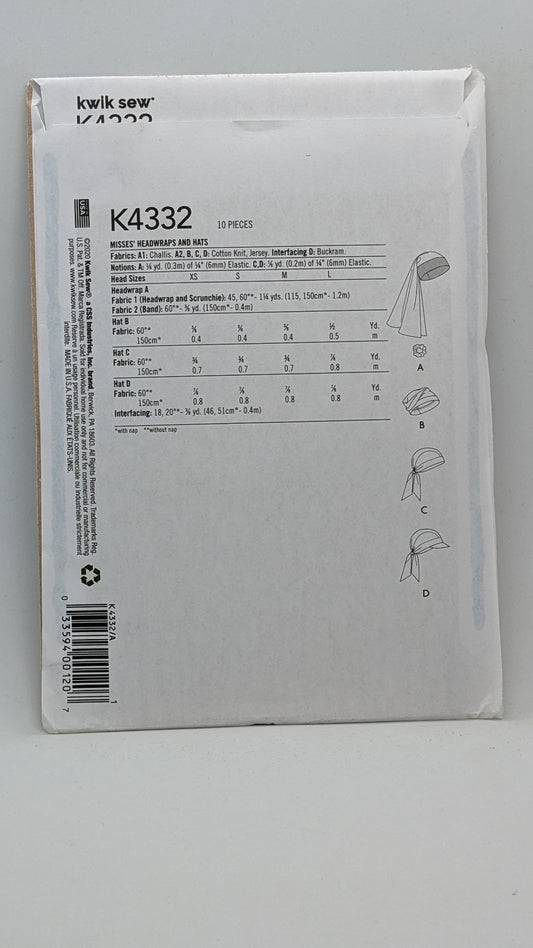 kwik sew®
K4332
K4332 10 PIECES
MISSES' HEADWRAPS AND HATS
Fabrics: A1: Challis. A2, B, C, D: Cotton Knit, Jersey. Interfacing D: Buckram.
Notions: A: ¼ yd. (0.3m) of ¼" (6mm) Elastic. C,D: ¼ yd. (0.2m) of ¼" (6mm) Elastic.
Head Sizes XS S M L
Headwrap A
Fabric 1 (Headwrap and Scrunchie): 45, 60"*- 1¼ yds. (115, 150cm*- 1.2m)
Fabric 2 (Band): 60"*- ⅜ yd. (150cm*- 0.4m)
Hat B
Fabric: 60"* ⅜ ⅜ ⅜ ½ Yd.
150cm* 0.4 0.4 0.4 0.5 m
Hat C
Fabric: 60"* ¾ ¾ ¾ ⅞ Yd.
150cm* 0.7 0.7 0.7 0.8 m
Hat D
Fabric: 60"* ⅞ ⅞ ⅞ ⅞ Yd.
150cm* 0.8 0.8 0.8 0.8 m
Interfacing: 18, 20"*- ⅜ yd. (46, 51cm*- 0.4m)
*with nap **without nap
A
B
C
D
USA
©2020 Kwik Sew® a CSS Industries, Inc. brand, Berwick, PA 18603. All Rights Reserved. Trademarks Reg.
U.S. Pat. & TM Off. Marca Registrada. Sold for individual home use only and not for commercial or manufacturing
purposes. www.kwiksew.com Réservé à un usage personnel. Utilisation commerciale ou industrielle strictement
interdite. MADE IN U.S.A. FABRIQUÉ AUX ÉTATS-UNIS.
K4332/A
0 33594 00120 7
1